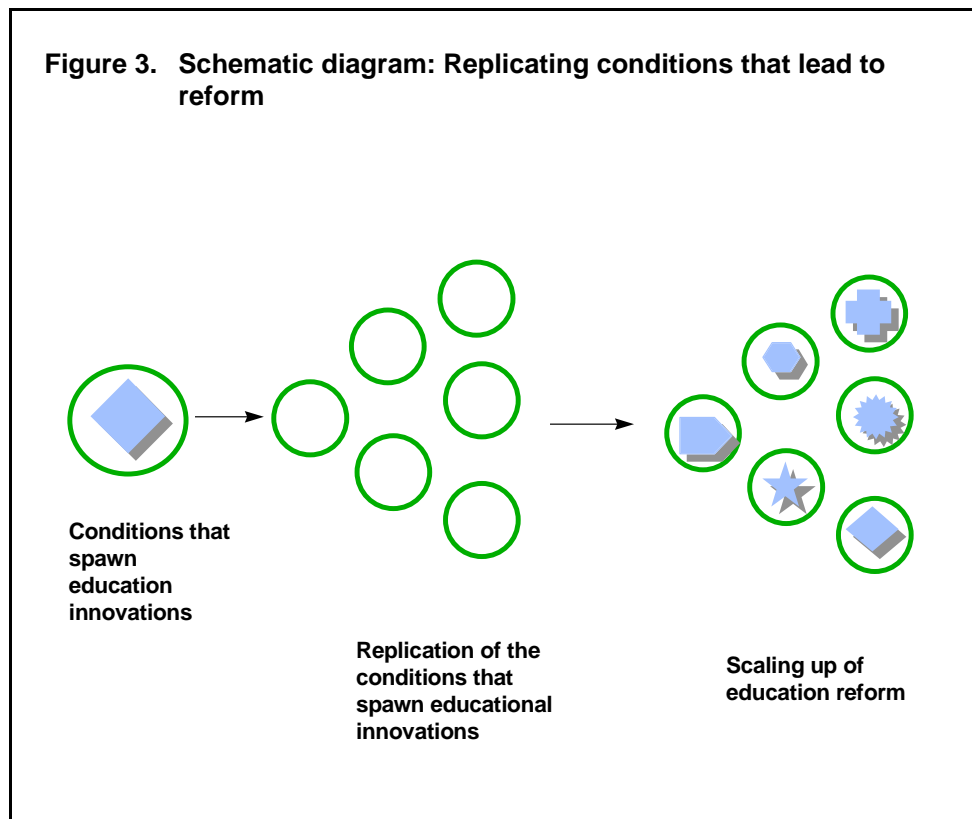 Figure 3. Schematic diagram: Replicating conditions that lead to
reform
Conditions that
spawn
education
innovations
Replication of the
conditions that
spawn educational
innovations
Scaling up of
education reform